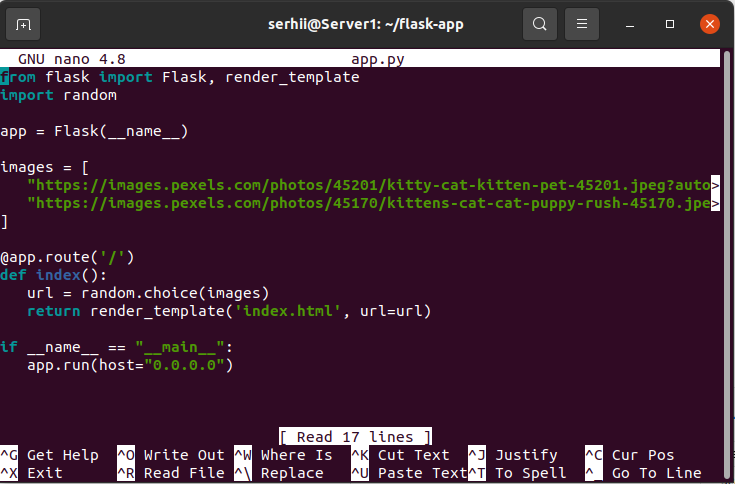 serhii@Server1: ~/flask-app
GNU nano 4.8 app.py
from flask import Flask, render_template
import random
app = Flask(__name__)
images = [
"https://images.pexels.com/photos/45201/kitty-cat-kitten-pet-45201.jpeg?auto>
"https://images.pexels.com/photos/45170/kittens-cat-cat-puppy-rush-45170.jpe>
]
@app.route('/')
def index():
url = random.choice(images)
return render_template('index.html', url=url)
if __name__ == "__main__":
app.run(host="0.0.0.0")
[ Read 17 lines ]
^G Get Help ^O Write Out ^W Where Is ^K Cut Text ^J Justify ^C Cur Pos
^X Exit ^R Read File ^\ Replace ^U Paste Text ^T To Spell ^_ Go To Line